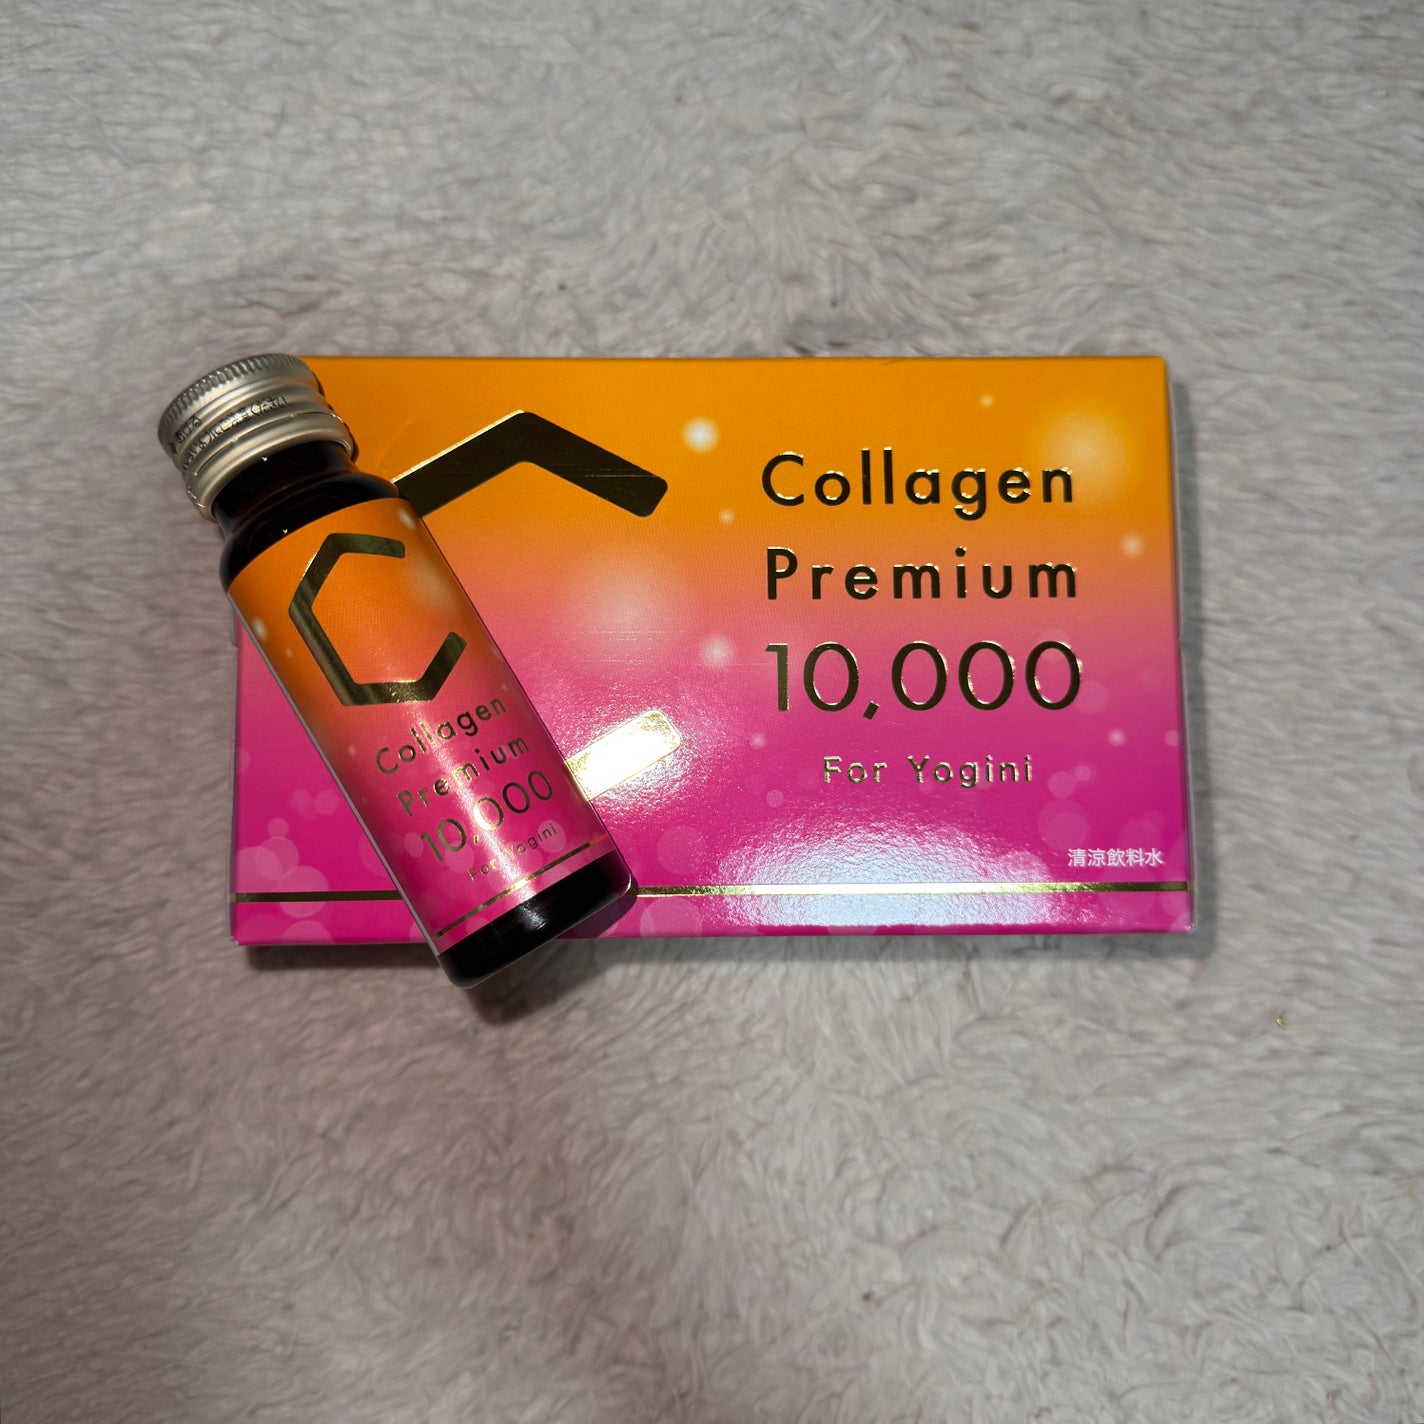 Collagen
Premium
10,000
For Yogini
清涼飲料水
Collagen
Premium
10,000
For Yogini